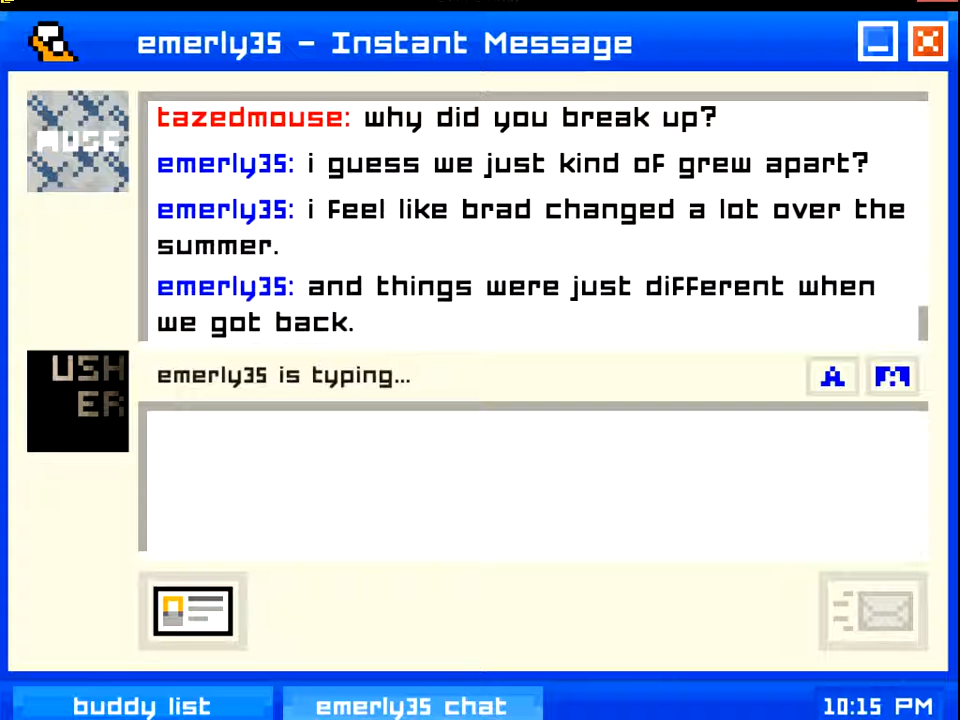 emerly35 - Instant Message
tazedmouse: why did you break up?
MUSE
emerly35: i guess we just kind of grew apart?
emerly35: i feel like brad changed a lot over the
summer.
emerly35: and things were just different when
we got back.
USH
ER
emerly35 is typing...
A
buddy list
emerly35 chat
10:15 PM